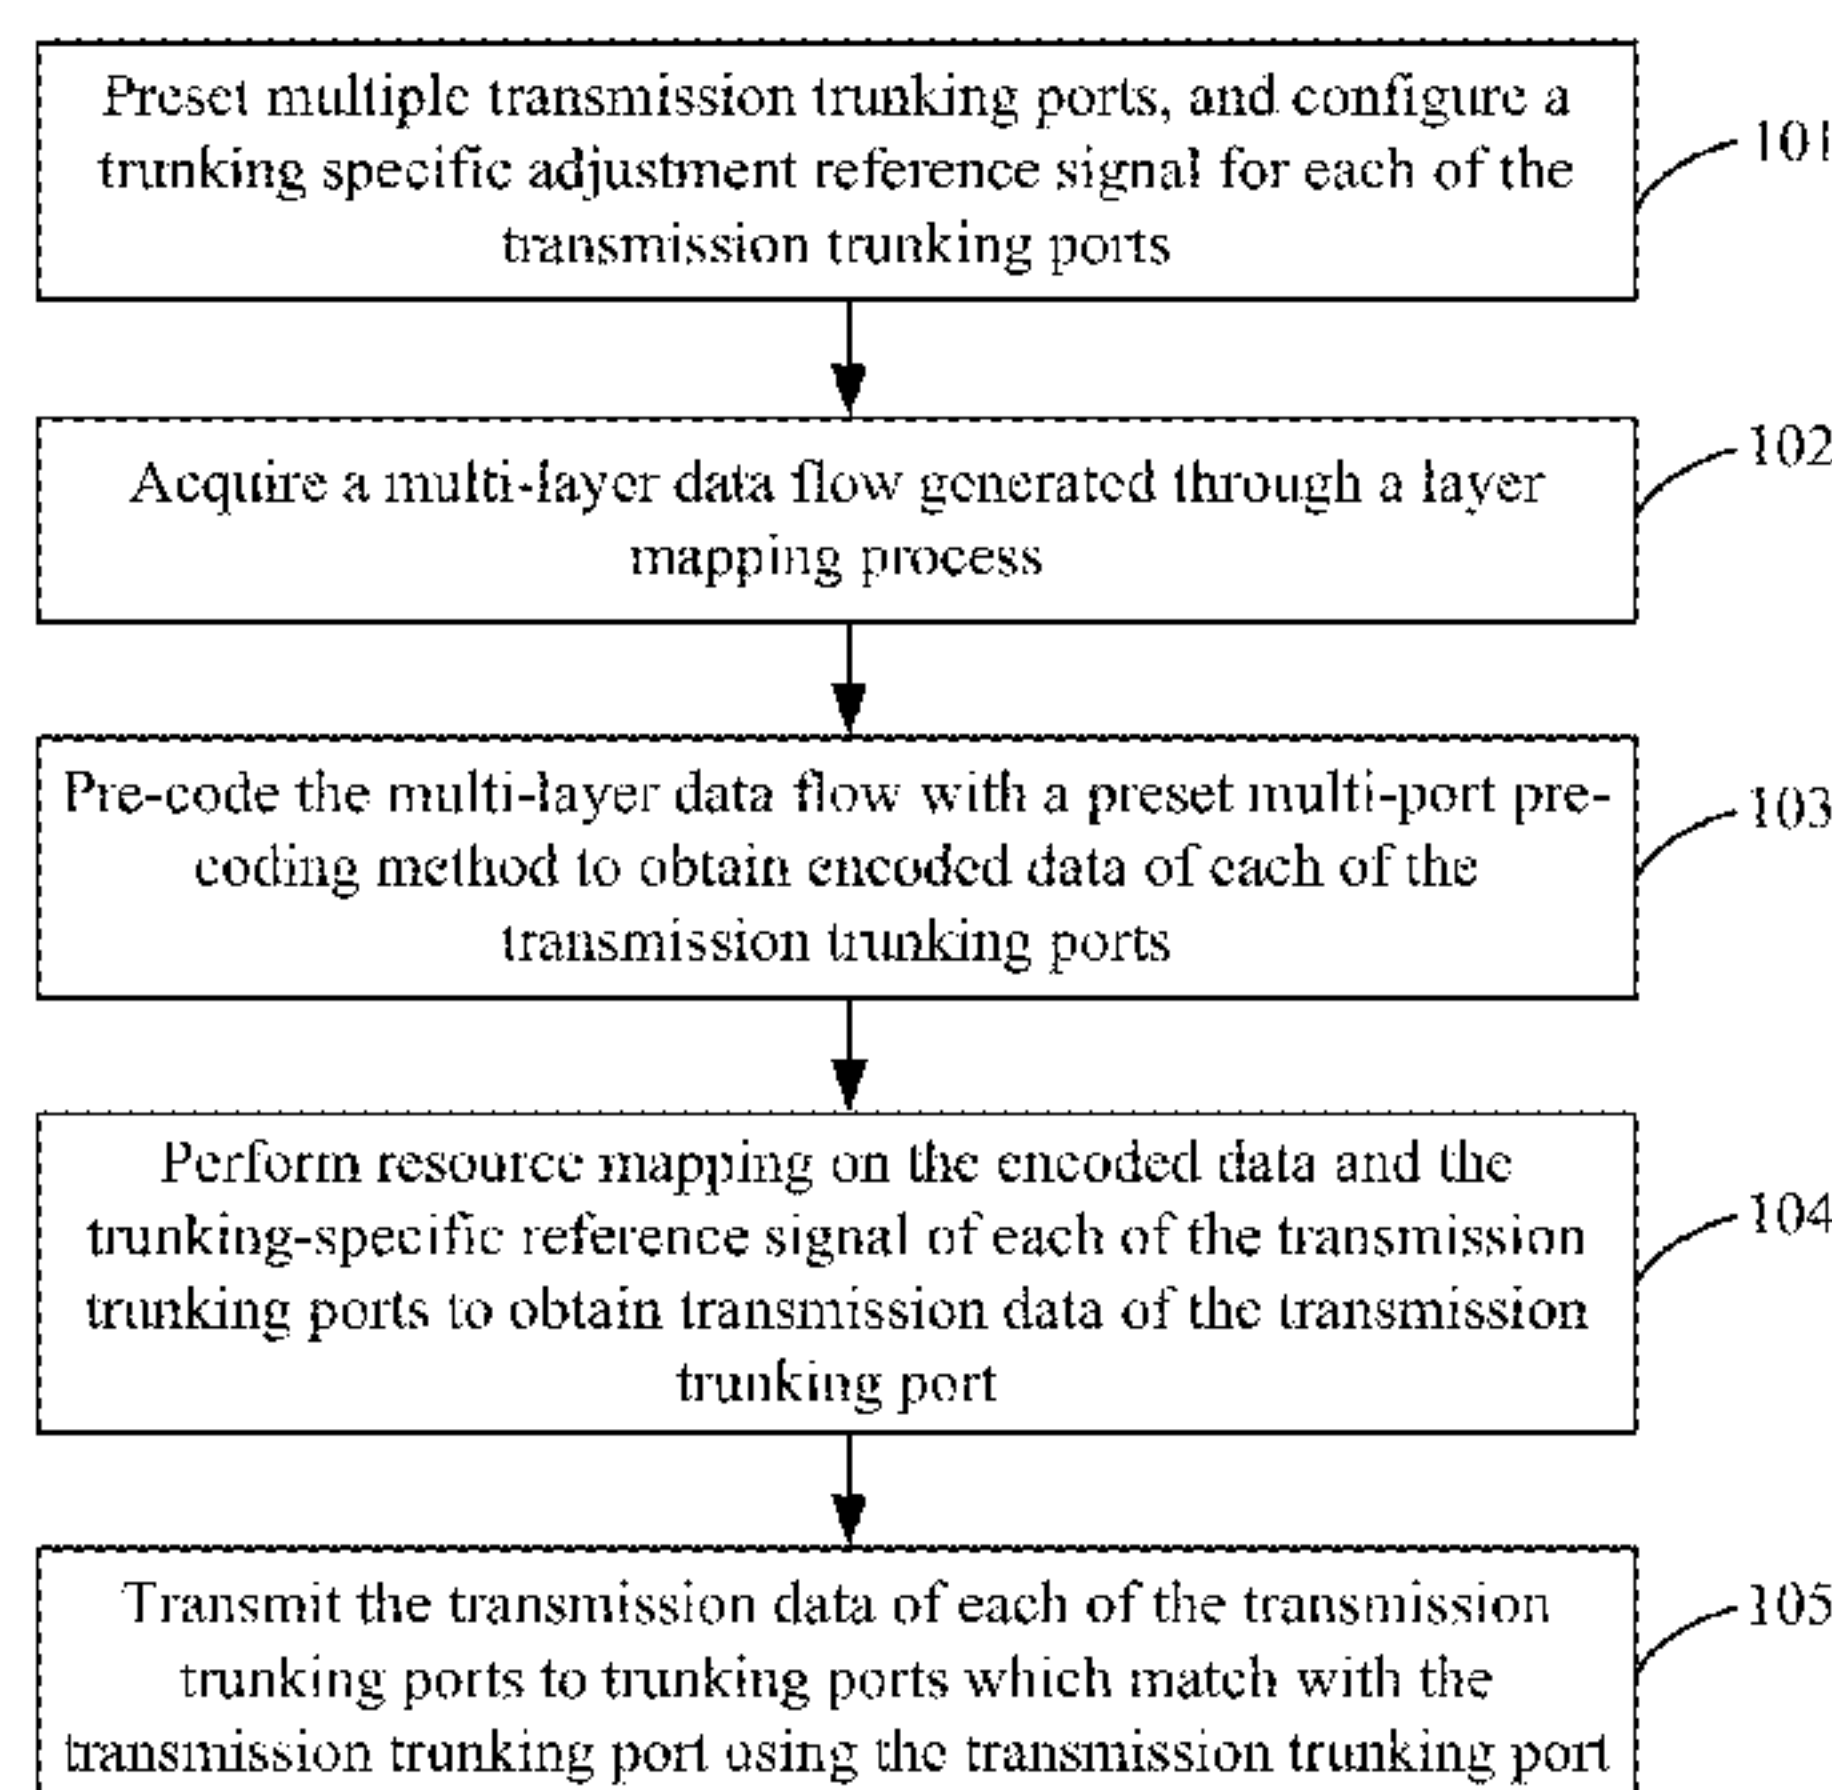 Preset multiple transmission trunking ports, and configure a
trunking specific adjustment reference signal for each of the
transmission trunking ports
101
Acquire a multi-layer data flow generated through a layer
mapping process
102
Pre-code the multi-layer data flow with a preset multi-port pre-
coding method to obtain encoded data of each of the
transmission trunking ports
103
Perform resource mapping on the encoded data and the
trunking-specific reference signal of each of the transmission
trunking ports to obtain transmission data of the transmission
trunking port
104
Transmit the transmission data of each of the transmission
trunking ports to trunking ports which match with the
transmission trunking port using the transmission trunking port
105